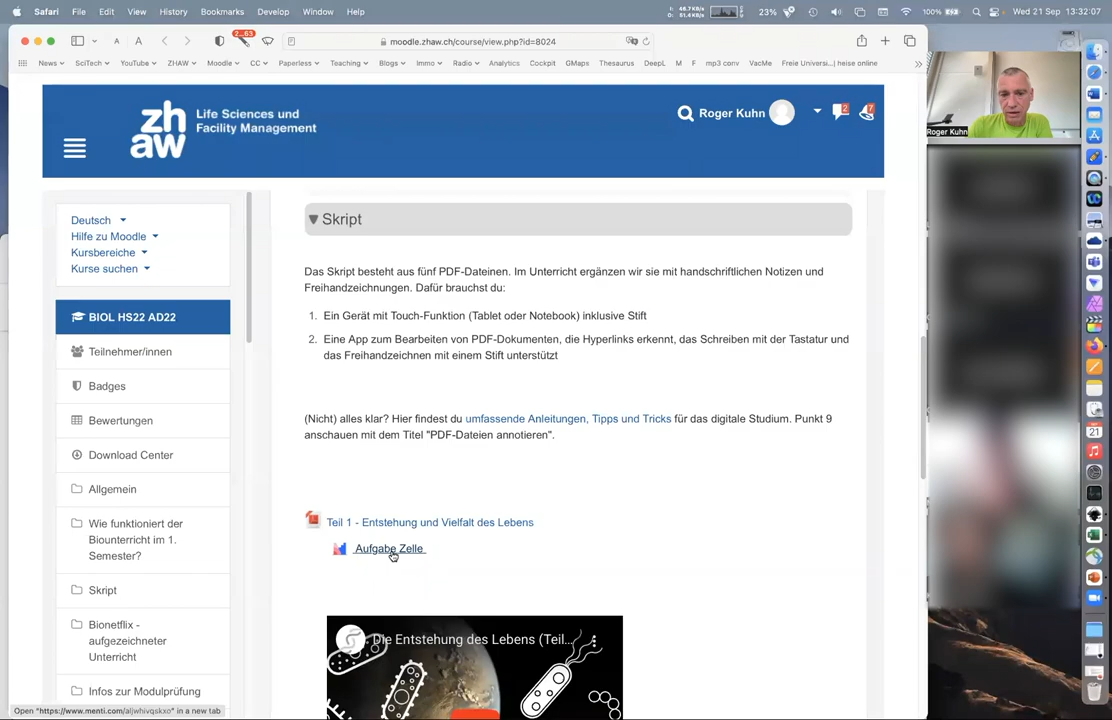 Safari File Edit View History Bookmarks Develop Window Help
46.7KB/s
51.4KB/s
23% 100% Wed 21 Sep 13:32:07
A A 2...63 moodle.zhaw.ch/course/view.php?id=8024
News SciTech YouTube ZHAW Moodle CC Paperless Teaching Blogs Immo Radio Analytics Cockpit GMaps Thesaurus DeepL M F mp3 conv VacMe Freie Universi...| heise online
zh
aw
Life Sciences und
Facility Management
Roger Kuhn 2 7
Roger Kuhn
Deutsch
Hilfe zu Moodle
Kursbereiche
Kurse suchen
BIOL HS22 AD22
Teilnehmer/innen
Badges
Bewertungen
Download Center
Allgemein
Wie funktioniert der
Biounterricht im 1.
Semester?
Skript
Bionetflix -
aufgezeichneter
Unterricht
Infos zur Modulprüfung
Skript
Das Skript besteht aus fünf PDF-Dateinen. Im Unterricht ergänzen wir sie mit handschriftlichen Notizen und
Freihandzeichnungen. Dafür brauchst du:
1. Ein Gerät mit Touch-Funktion (Tablet oder Notebook) inklusive Stift
2. Eine App zum Bearbeiten von PDF-Dokumenten, die Hyperlinks erkennt, das Schreiben mit der Tastatur und
das Freihandzeichnen mit einem Stift unterstützt
(Nicht) alles klar? Hier findest du umfassende Anleitungen, Tipps und Tricks für das digitale Studium. Punkt 9
anschauen mit dem Titel "PDF-Dateien annotieren".
Teil 1 - Entstehung und Vielfalt des Lebens
Aufgabe Zelle
Die Entstehung des Lebens (Teil...
Open "https://www.menti.com/aljwhivqskxo" in a new tab
21